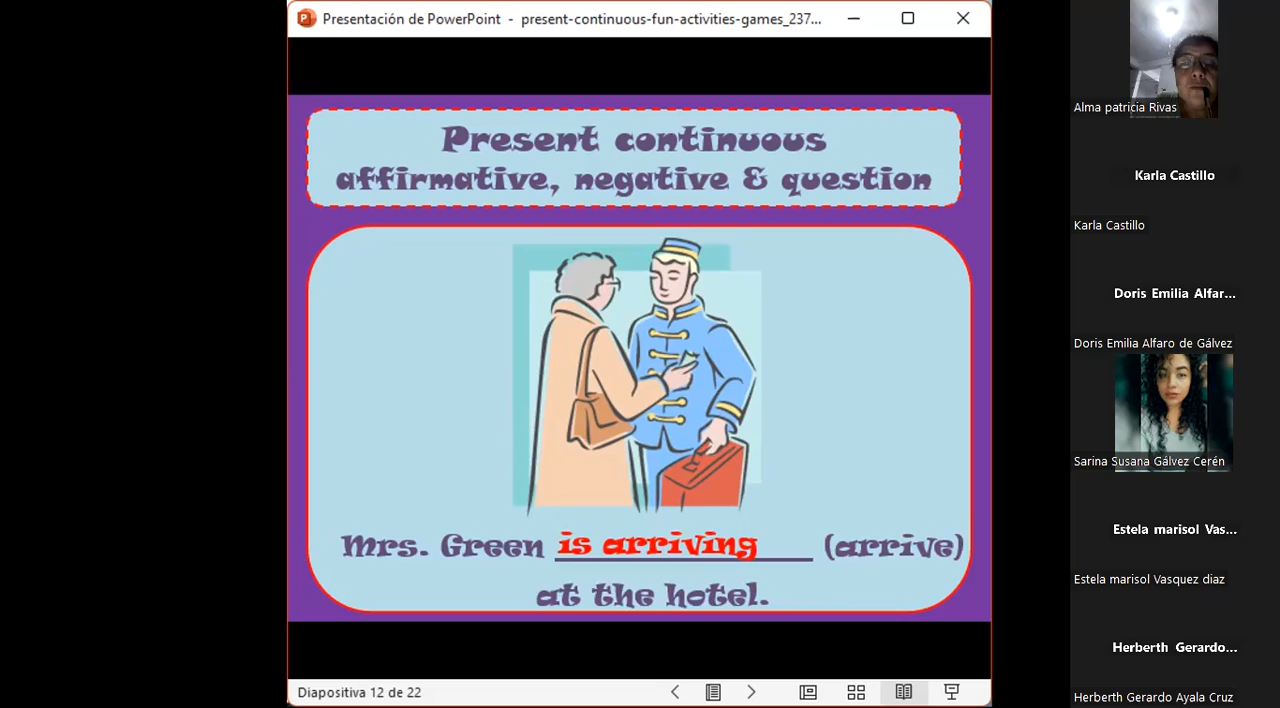 Presentación de PowerPoint - present-continuous-fun-activities-games_237...
Present continuous
affirmative, negative & question
Mrs. Green is arriving (arrive)
at the hotel.
Diapositiva 12 de 22
Alma patricia Rivas
Karla Castillo
Karla Castillo
Doris Emilia Alfar...
Doris Emilia Alfaro de Gálvez
Sarina Susana Gálvez Cerén
Estela marisol Vas...
Estela marisol Vasquez diaz
Herberth Gerardo...
Herberth Gerardo Ayala Cruz